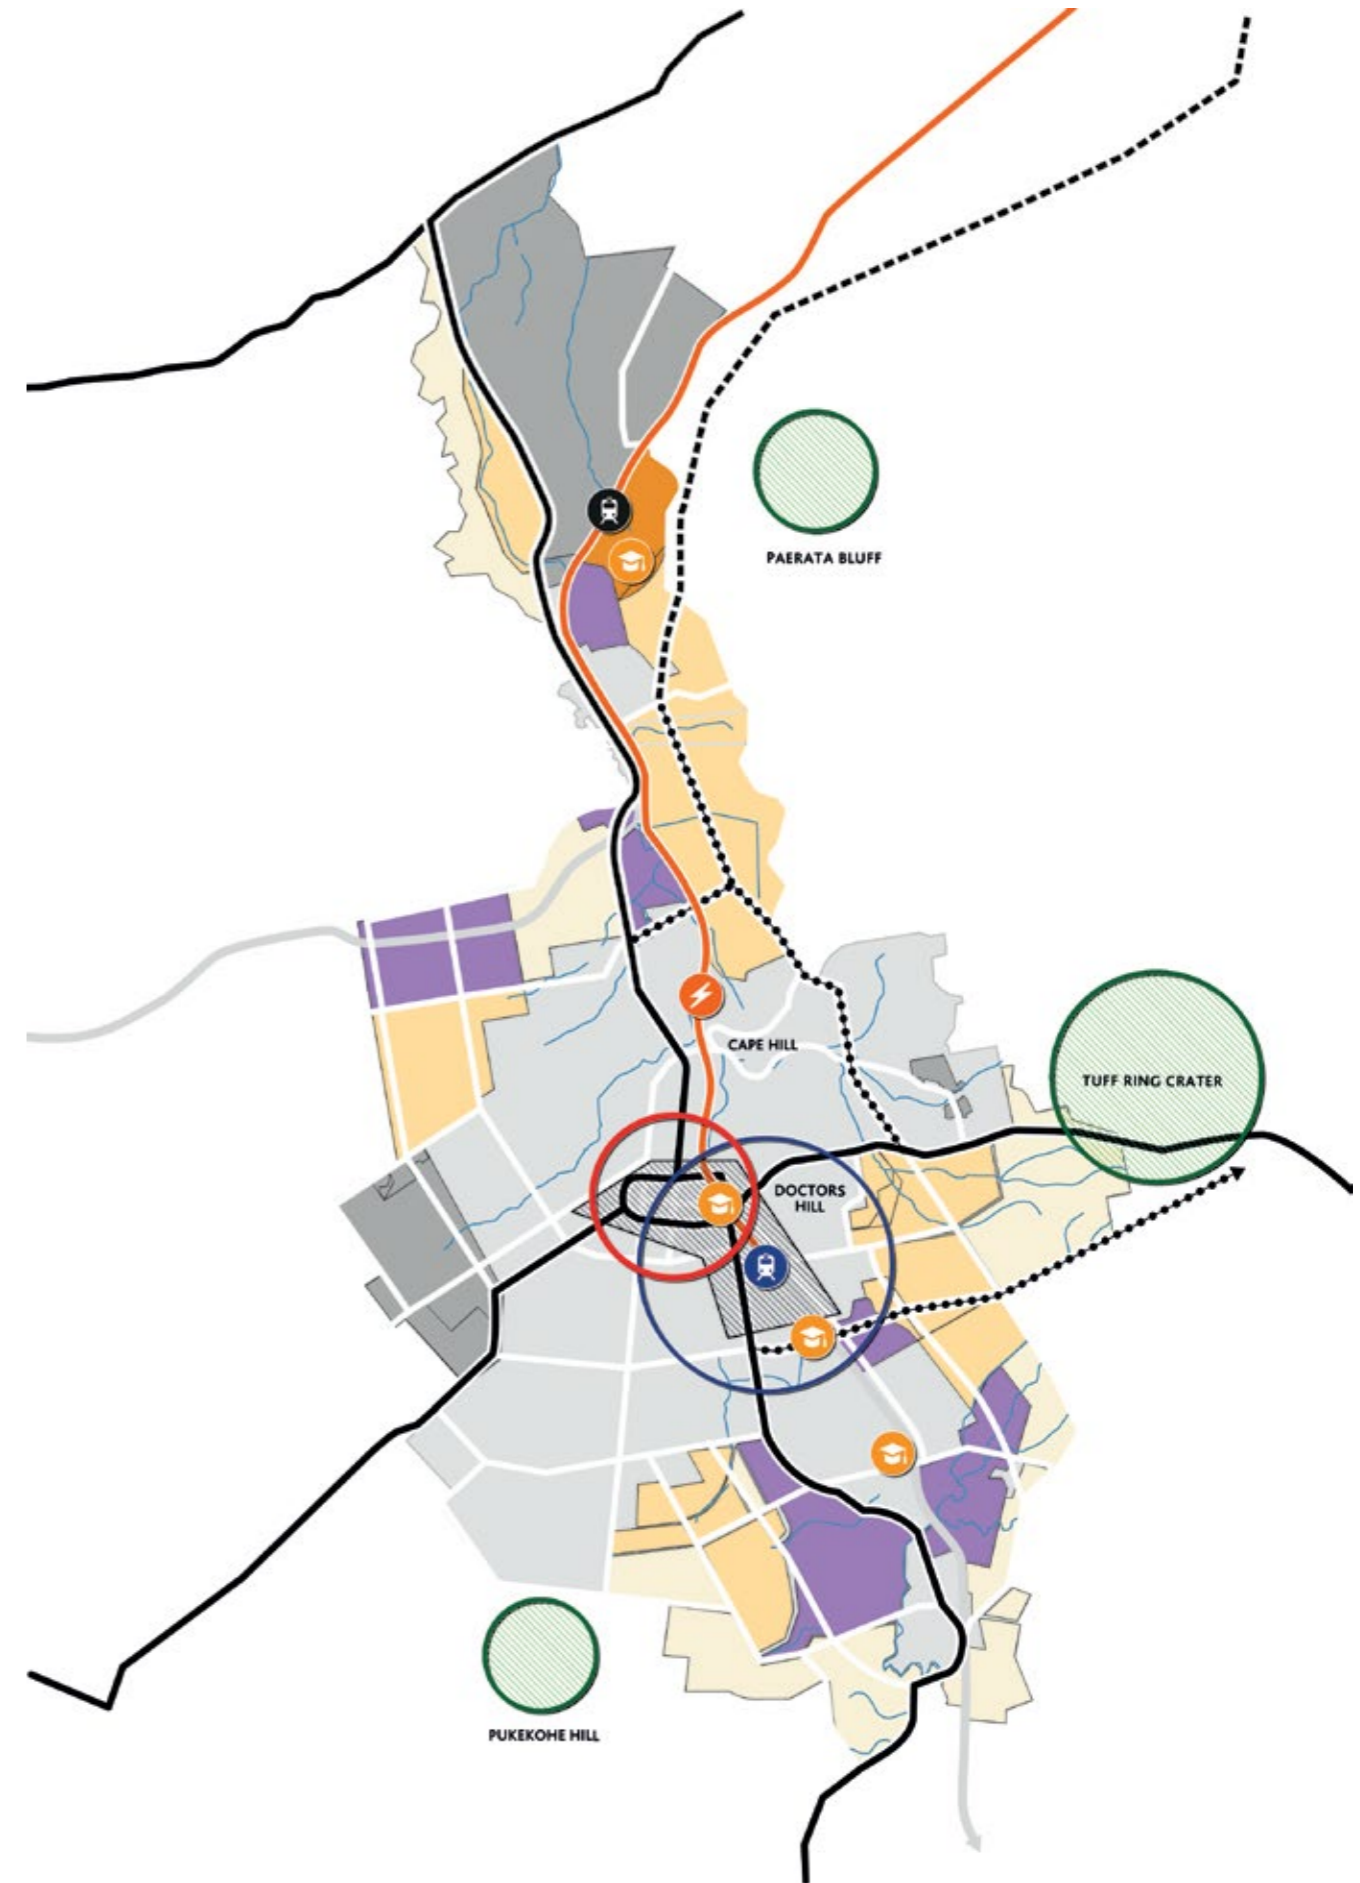 PAERATA BLUFF
CAPE HILL
TUFF RING CRATER
DOCTORS
HILL
PUKEKOHE HILL